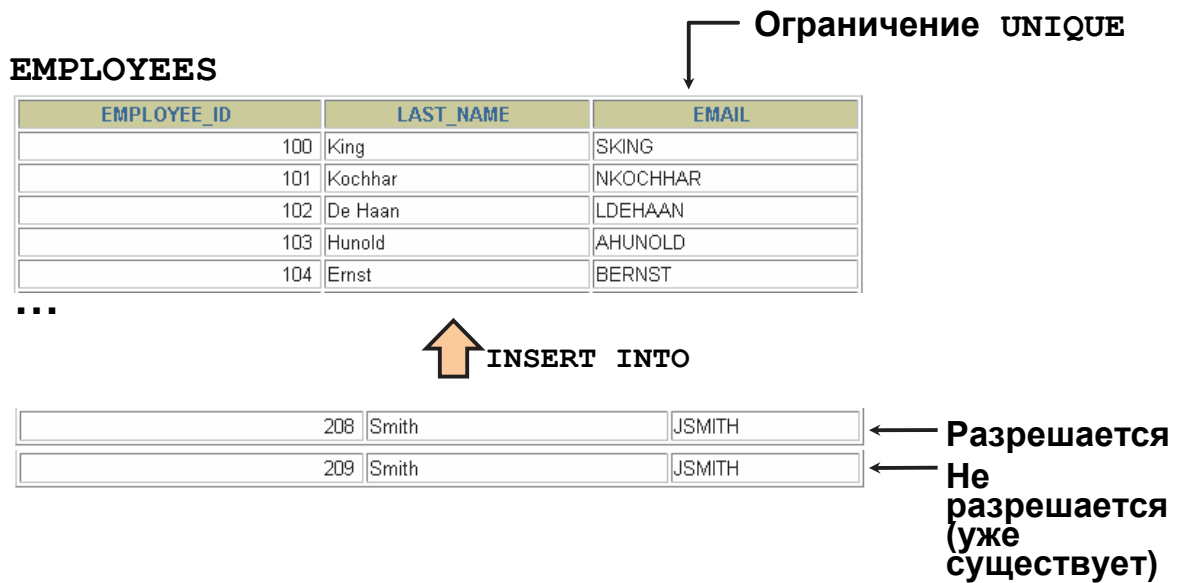 Ограничение UNIQUE
EMPLOYEES
EMPLOYEE_ID LAST_NAME EMAIL
100 King SKING
101 Kochhar NKOCHHAR
102 De Haan LDEHAAN
103 Hunold AHUNOLD
104 Ernst BERNST
...
INSERT INTO
208 Smith JSMITH Разрешается
209 Smith JSMITH Не
разрешается
(уже
существует)